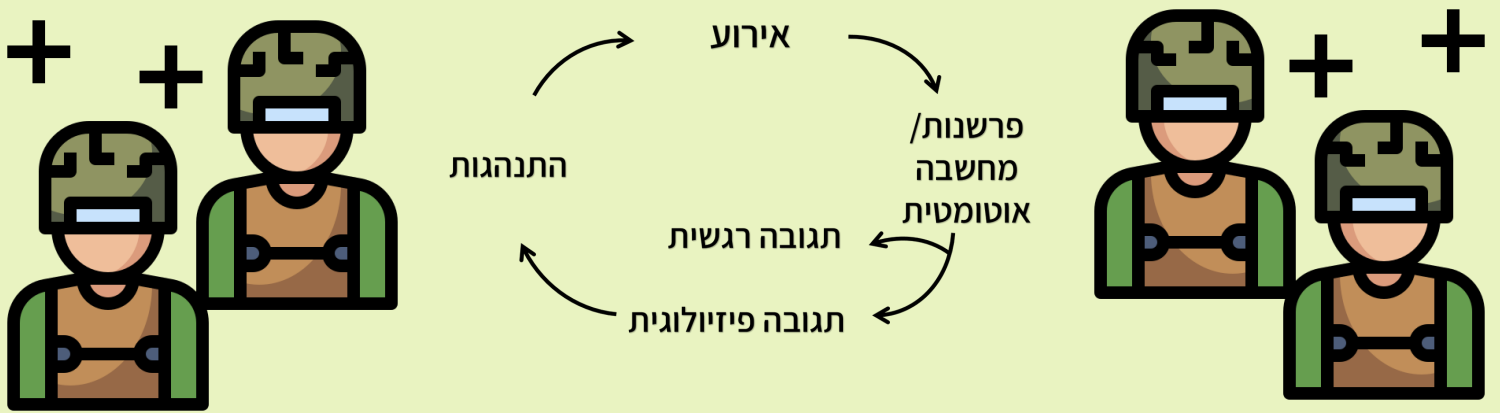 אירוע
פרשנות/
מחשבה
אוטומטית
תגובה רגשית
תגובה פיזיולוגית
התנהגות